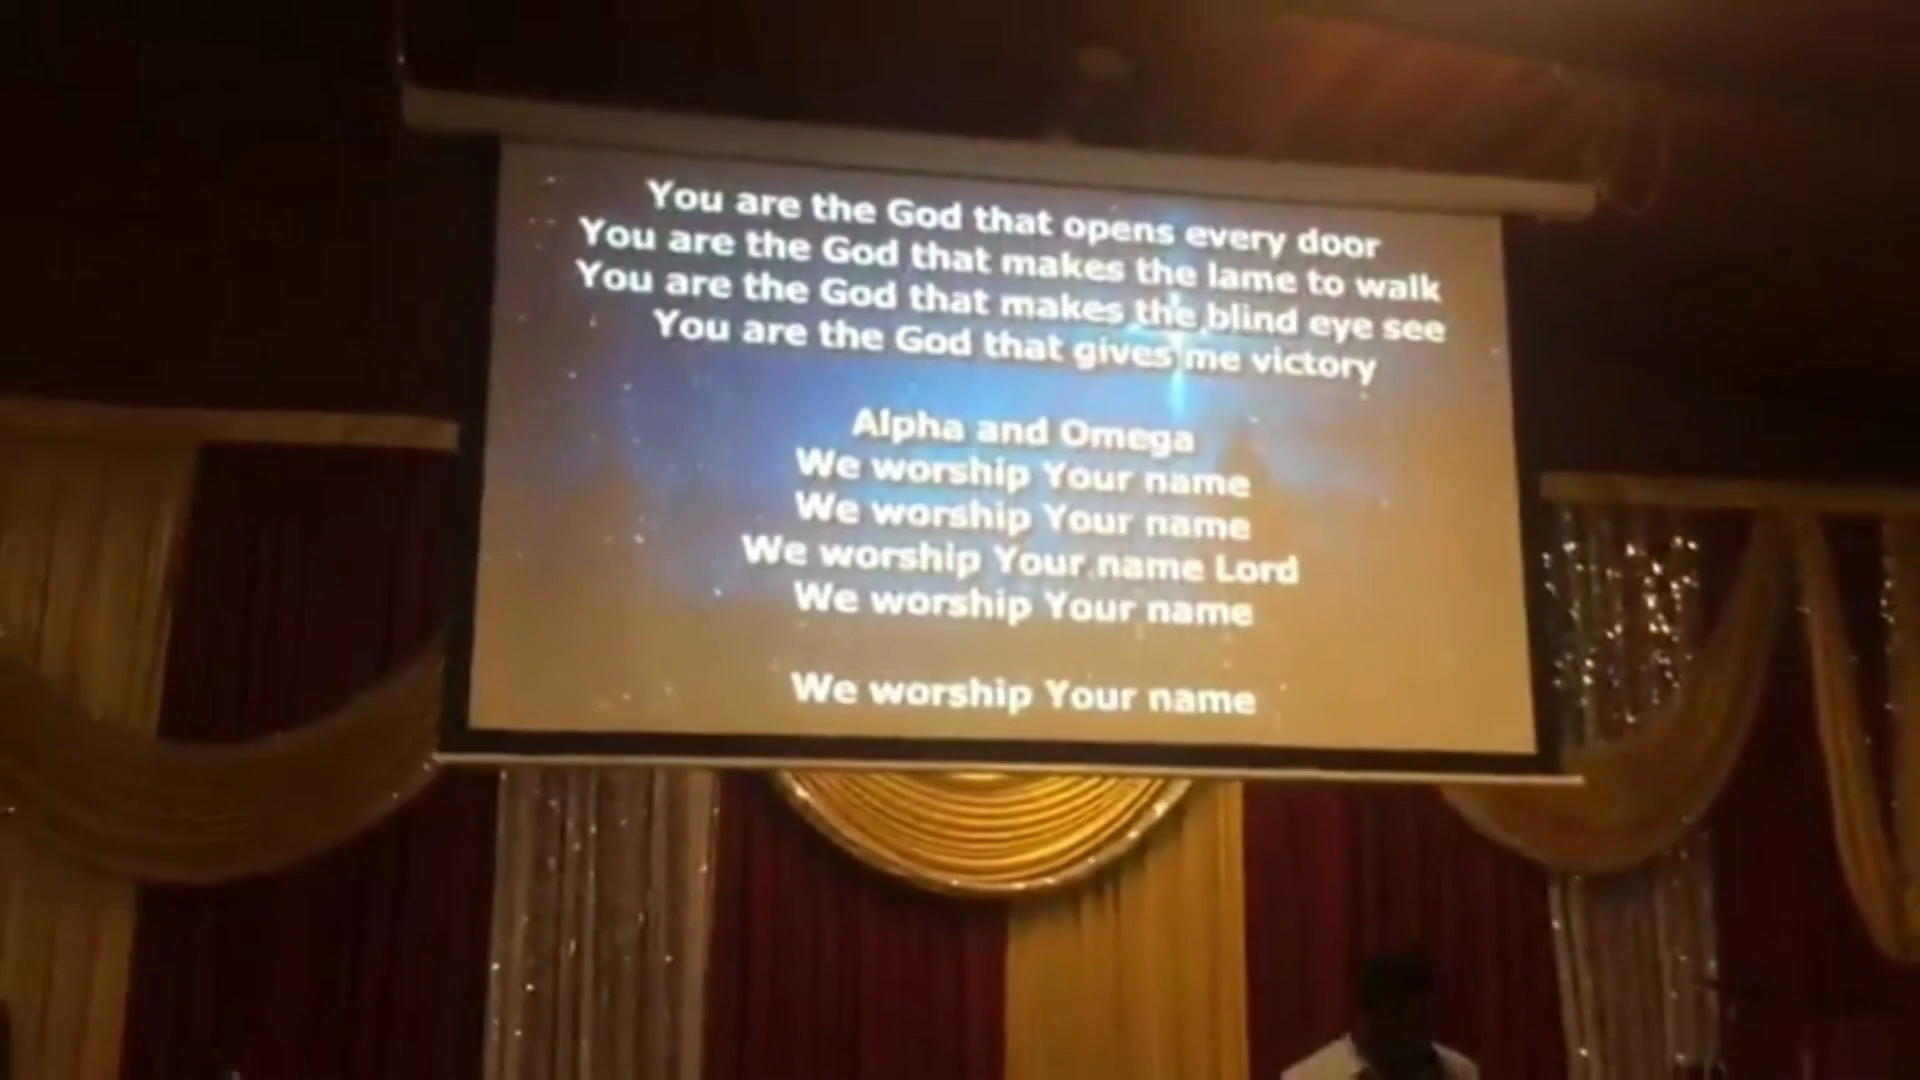 You are the God that opens every door
You are the God that makes the lame to walk
You are the God that makes the blind eye see
You are the God that gives me victory
Alpha and Omega
We worship Your name
We worship Your name
We worship Your name Lord
We worship Your name
We worship Your name